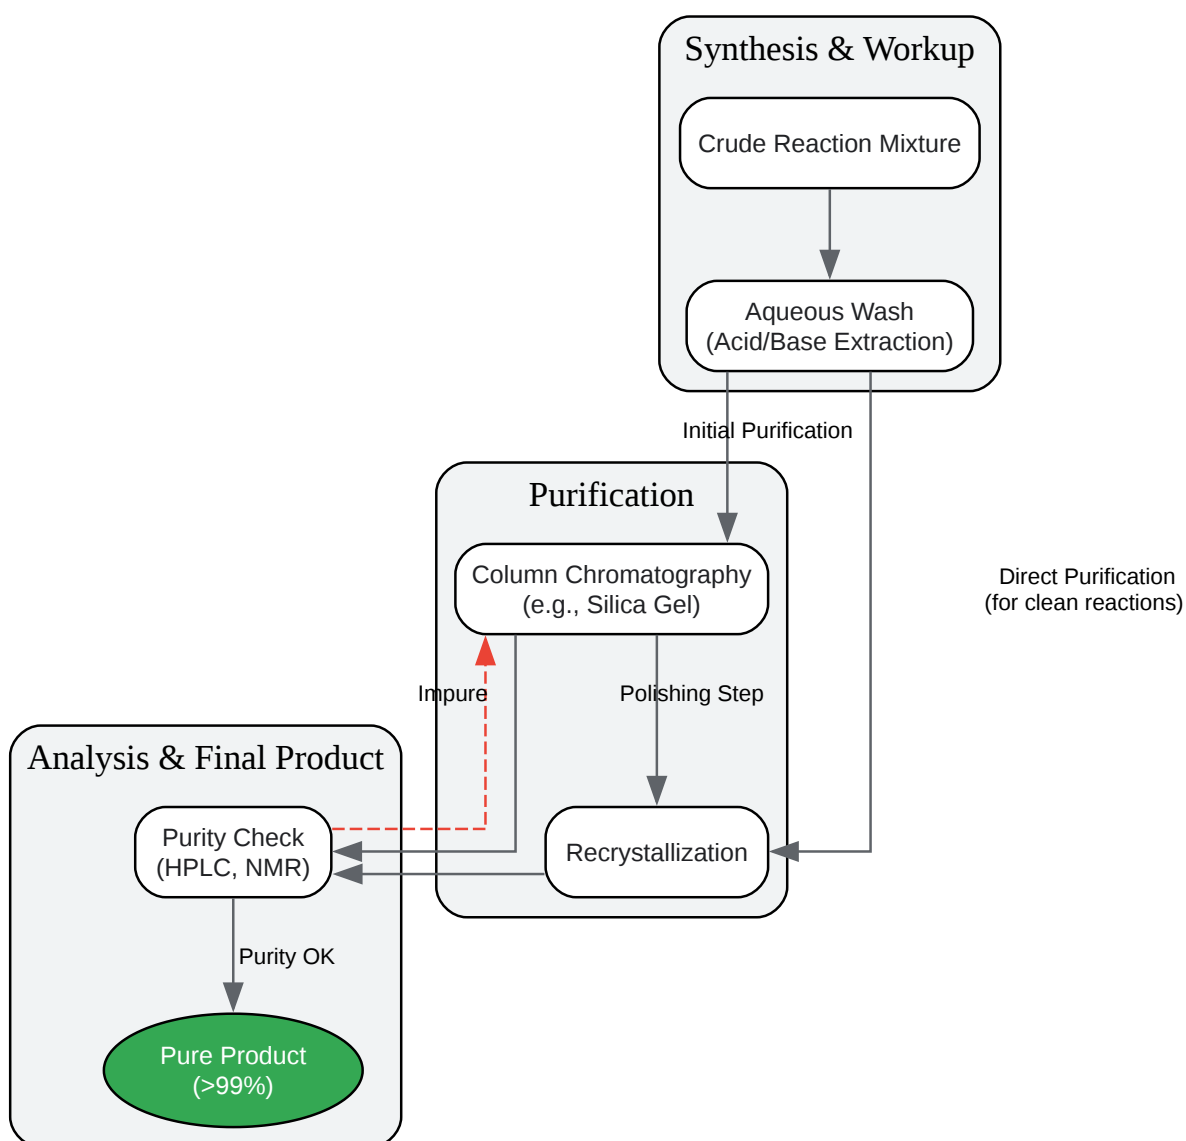 Synthesis & Workup
Crude Reaction Mixture
Aqueous Wash
(Acid/Base Extraction)
Initial Purification
Purification
Column Chromatography
(e.g., Silica Gel)
Direct Purification
(for clean reactions)
Impure
Polishing Step
Analysis & Final Product
Purity Check
(HPLC, NMR)
Recrystallization
Purity OK
Pure Product
(>99%)